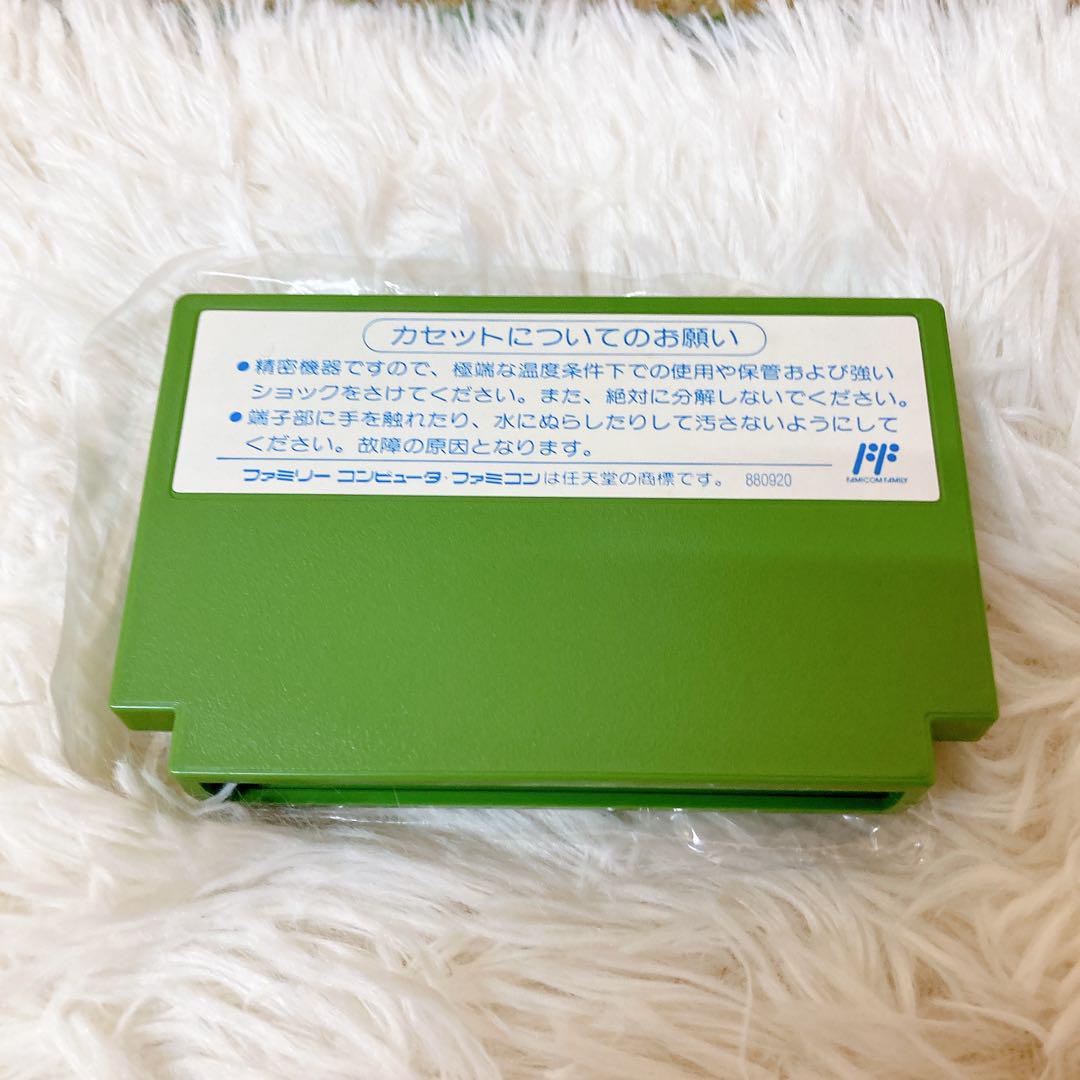 カセットについてのお願い
●精密機器ですので、極端な温度条件下での使用や保管および強い
ショックをさけてください。また、絶対に分解しないでください。
●端子部に手を触れたり、水にぬらしたりして汚さないようにして
ください。故障の原因となります。
ファミリーコンピュータ・ファミコンは任天堂の商標です。 880920
FF
FAMICOM FAMILY